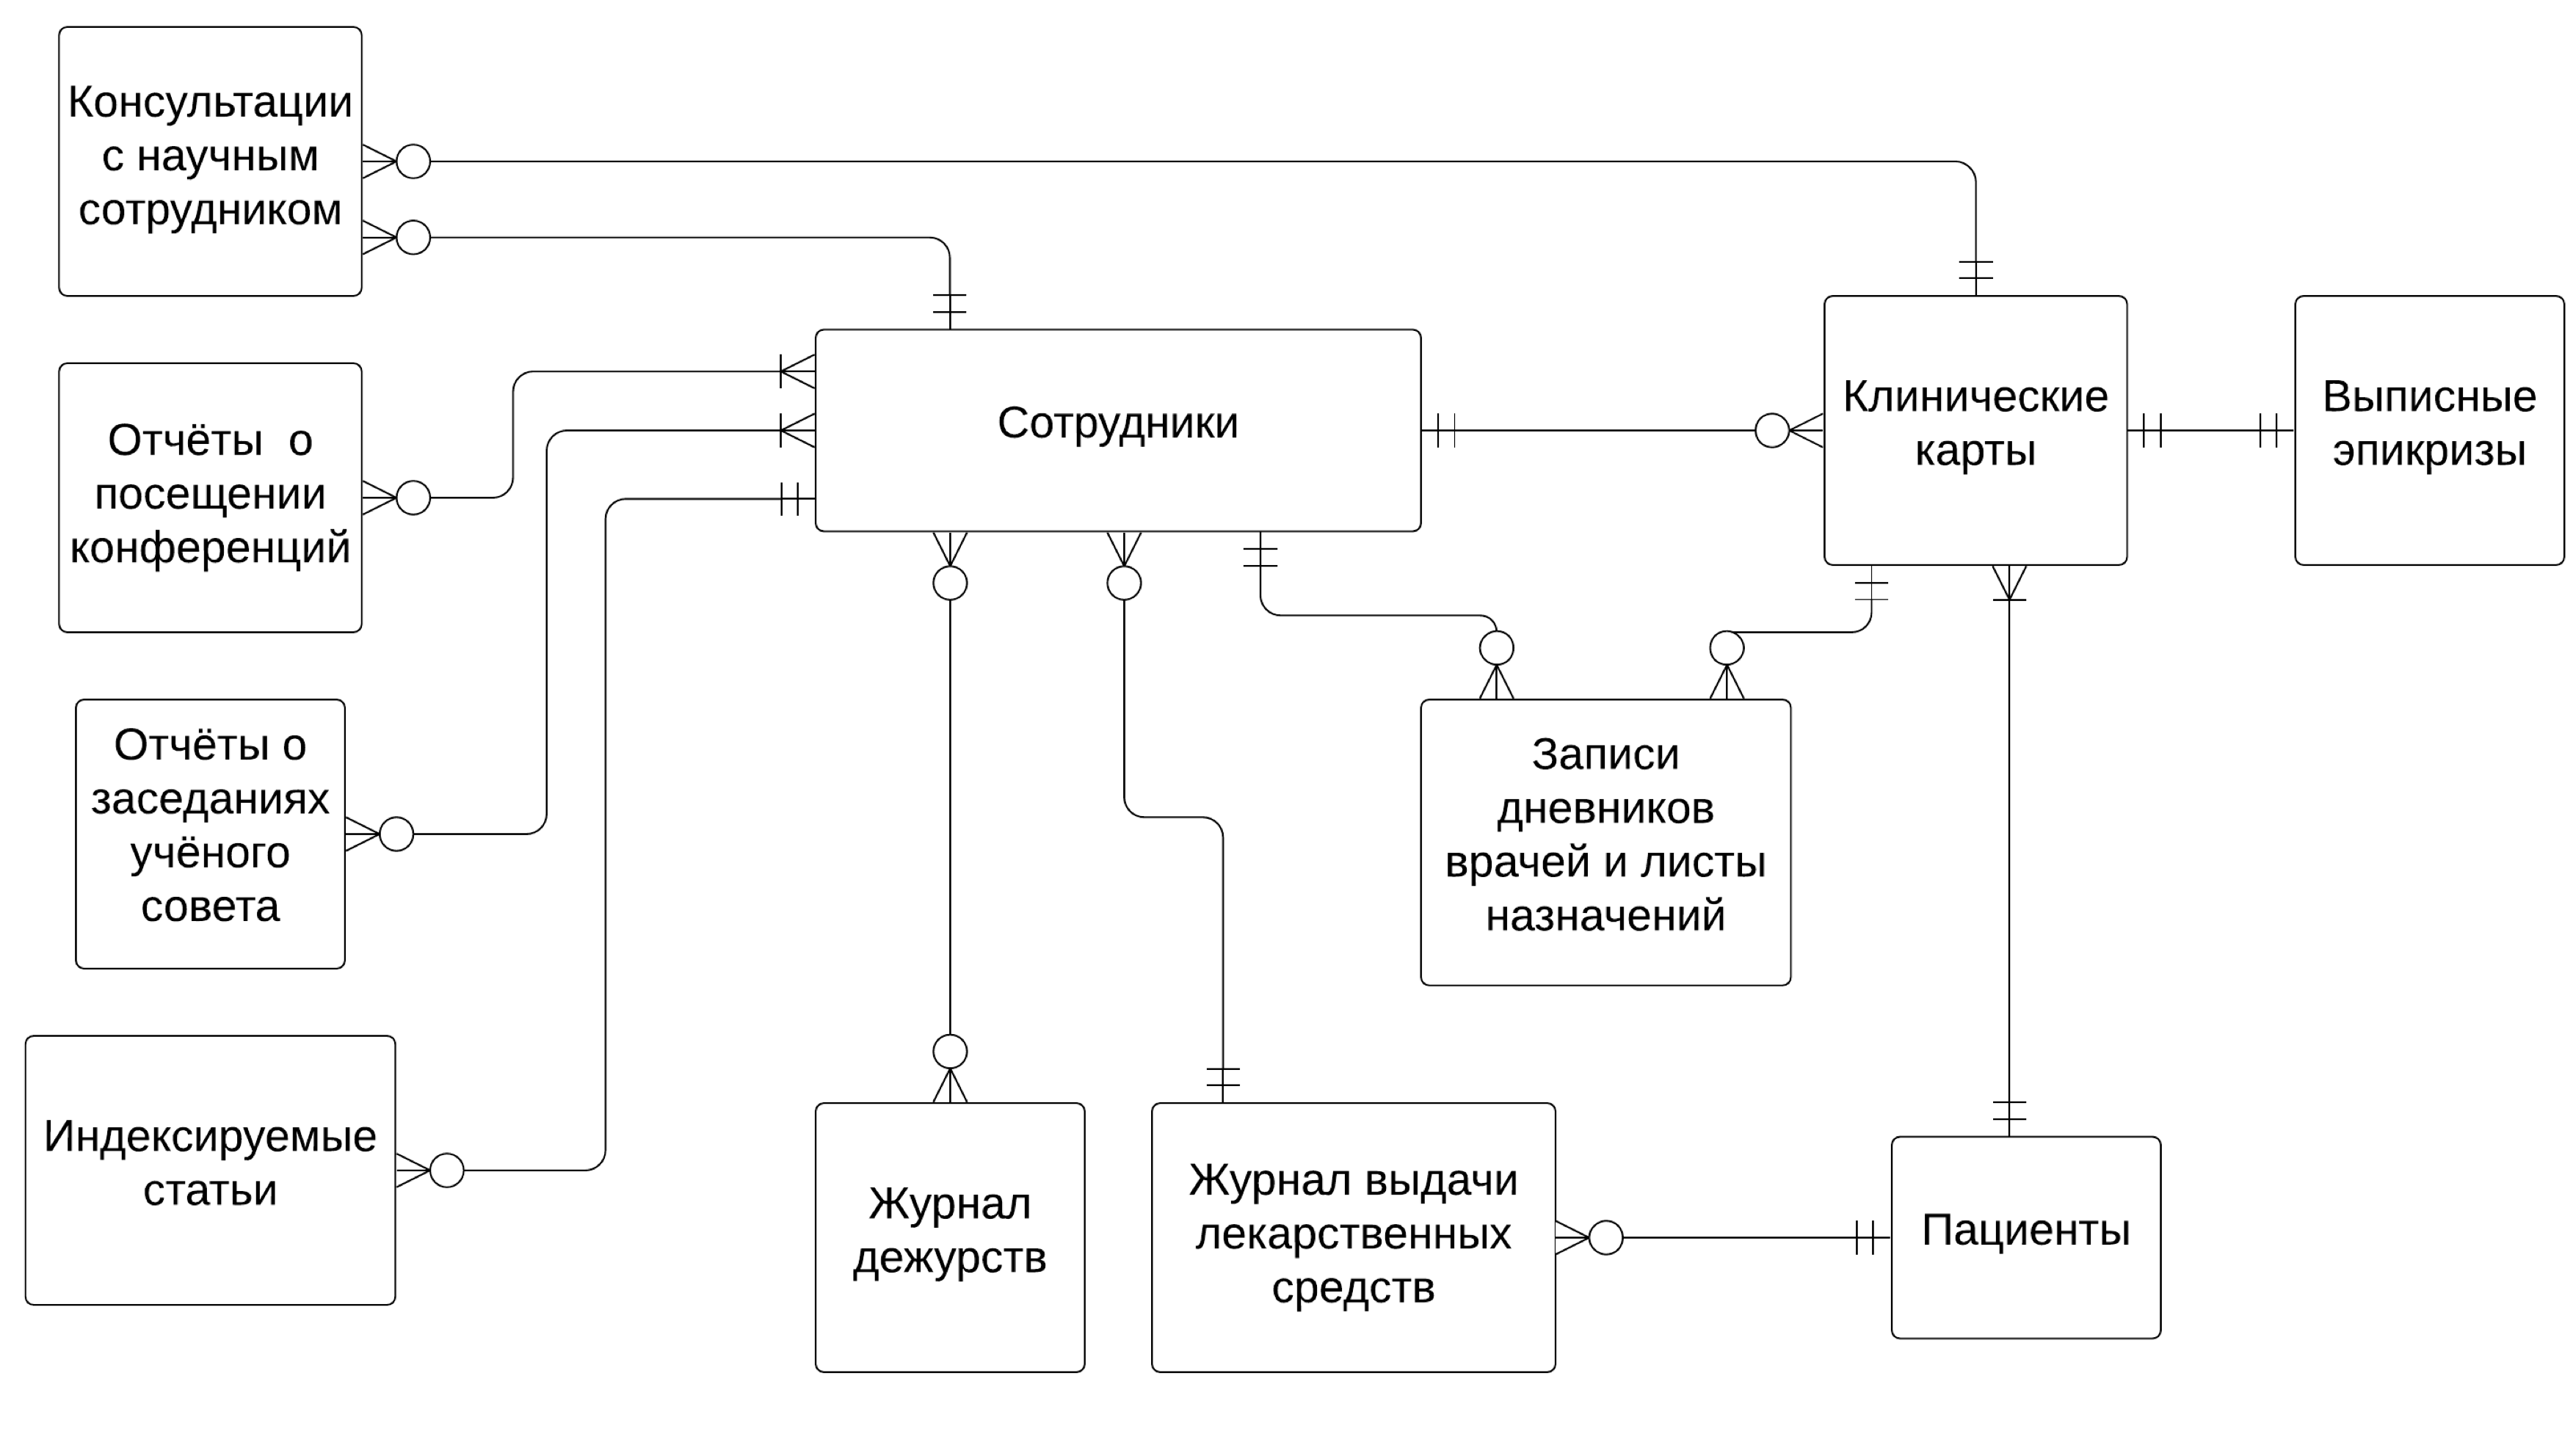 Консультации
с научным
сотрудником
Отчёты  о
посещении
конференций
Отчёты о
заседаниях
учёного
совета
Индексируемые
статьи
Сотрудники
Клинические
карты
Выписные
эпикризы
Записи
дневников
врачей и листы
назначений
Журнал
дежурств
Журнал выдачи
лекарственных
средств
Пациенты